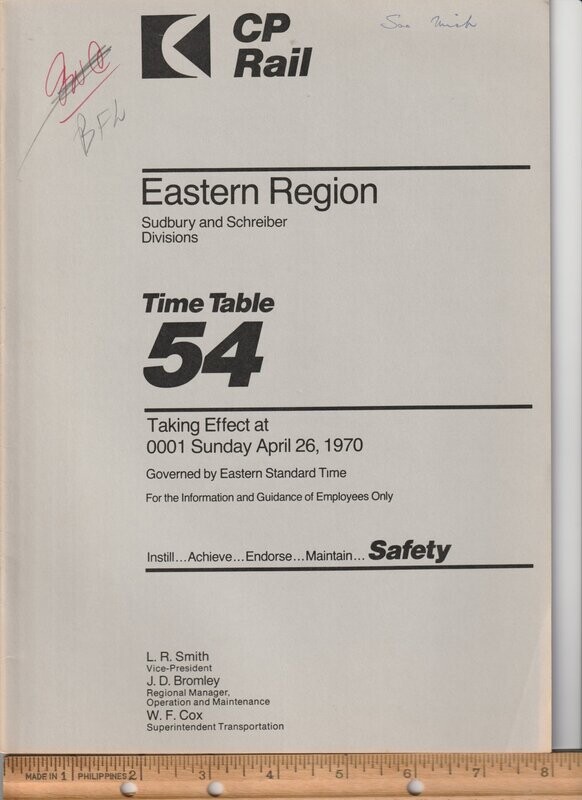 CP
Rail
BFL
Eastern Region
Sudbury and Schreiber
Divisions
Time Table
54
Taking Effect at
0001 Sunday April 26, 1970
Governed by Eastern Standard Time
For the Information and Guidance of Employees Only
Instill...Achieve...Endorse...Maintain...Safety
L. R. Smith
Vice-President
J. D. Bromley
Regional Manager,
Operation and Maintenance
W. F. Cox
Superintendent Transportation
MADE IN 1 PHILIPPINES 2 3 4 5 6 7 8